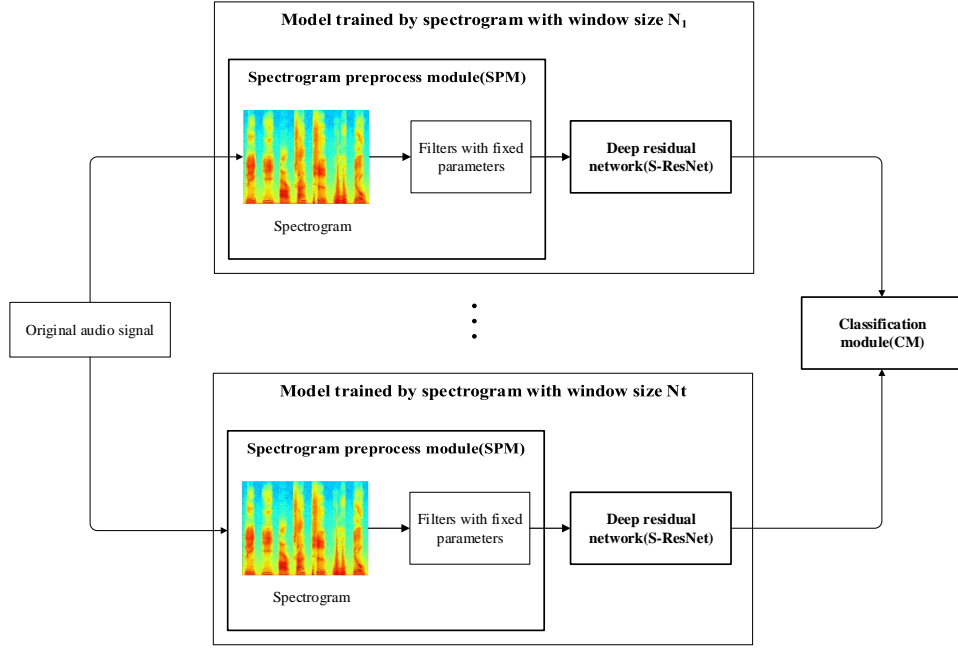 Model trained by spectrogram with window size N₁
Spectrogram preprocess module(SPM)
Filters with fixed
parameters
Deep residual
network(S-ResNet)
Spectrogram
Original audio signal
Classification
module(CM)
Model trained by spectrogram with window size Nt
Spectrogram preprocess module(SPM)
Filters with fixed
parameters
Deep residual
network(S-ResNet)
Spectrogram